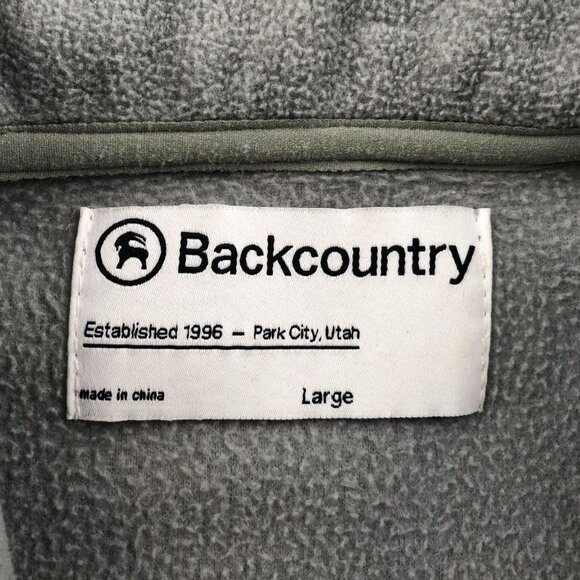 Backcountry
Established 1996 – Park City, Utah
made in china
Large